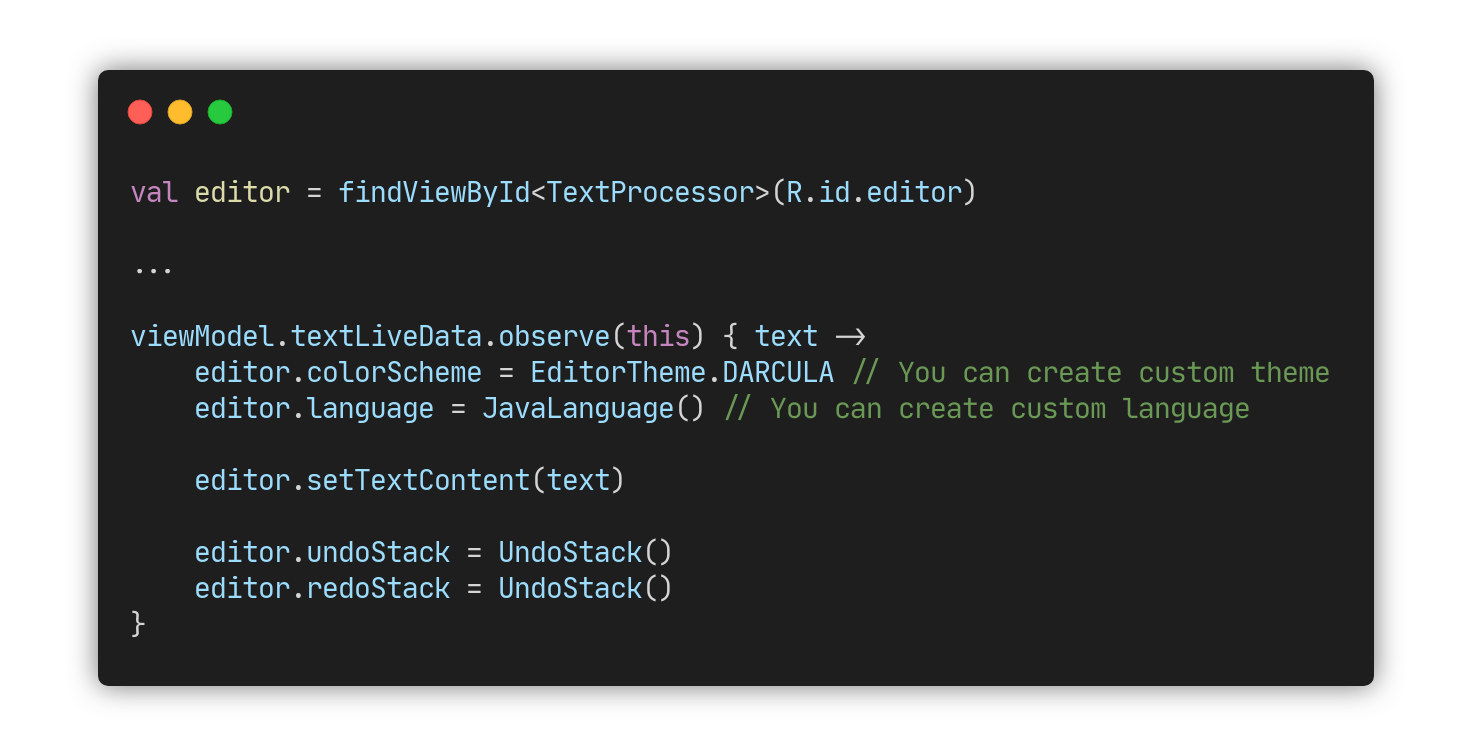 val editor = findViewById<TextProcessor>(R.id.editor)
...
viewModel.textLiveData.observe(this) { text ->
    editor.colorScheme = EditorTheme.DARCULA // You can create custom theme
    editor.language = JavaLanguage() // You can create custom language
    editor.setTextContent(text)
    editor.undoStack = UndoStack()
    editor.redoStack = UndoStack()
}